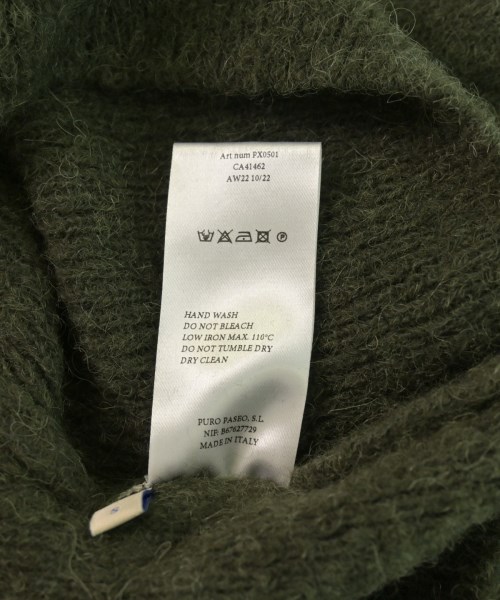 Art num PX0501
CA41462
AW22 10/22
P
HAND WASH
DO NOT BLEACH
LOW IRON MAX. 110°C
DO NOT TUMBLE DRY
DRY CLEAN
PURO PASEO, S.L.
NIF: B67627729
MADE IN ITALY